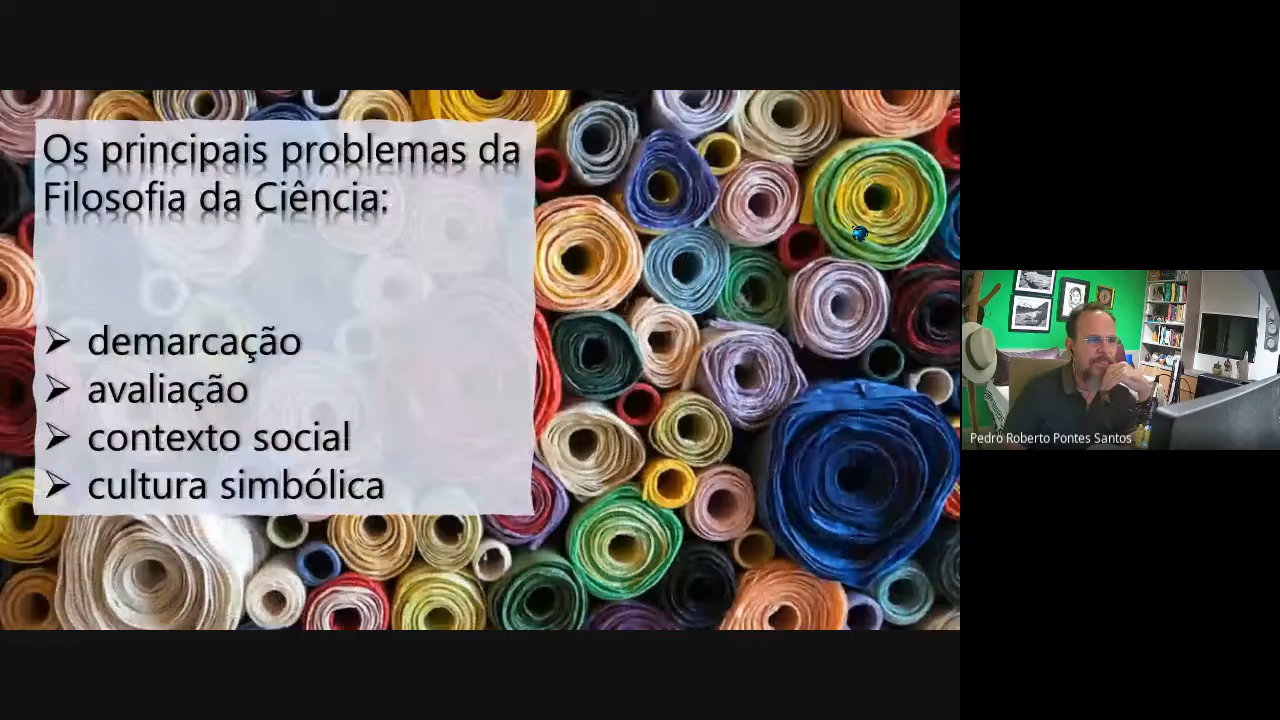 Os principais problemas da
Filosofia da Ciência:
➢ demarcação
➢ avaliação
➢ contexto social
➢ cultura simbólica
Pedro Roberto Pontes Santos